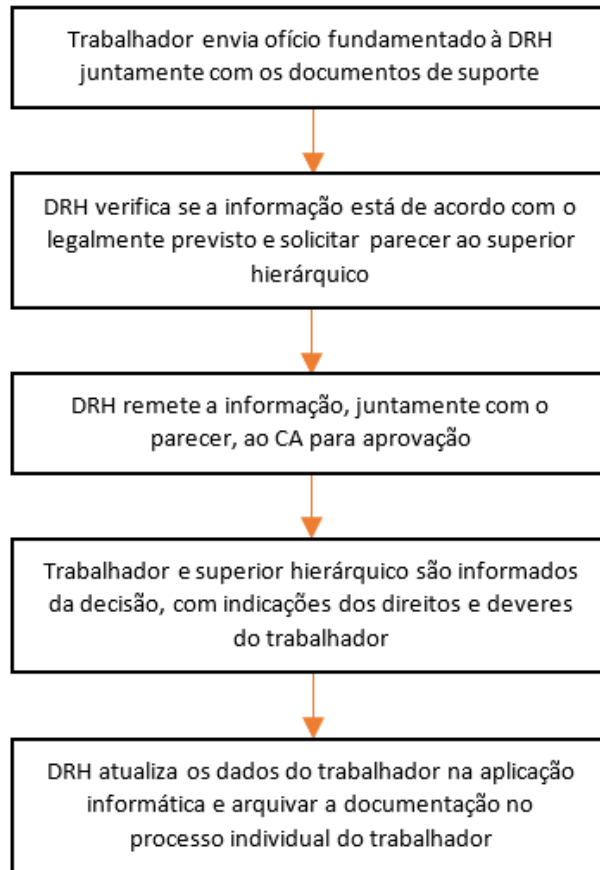 Trabalhador envia ofício fundamentado à DRH
juntamente com os documentos de suporte
DRH verifica se a informação está de acordo com o
legalmente previsto e solicitar parecer ao superior
hierárquico
DRH remete a informação, juntamente com o
parecer, ao CA para aprovação
Trabalhador e superior hierárquico são informados
da decisão, com indicações dos direitos e deveres
do trabalhador
DRH atualiza os dados do trabalhador na aplicação
informática e arquivar a documentação no
processo individual do trabalhador